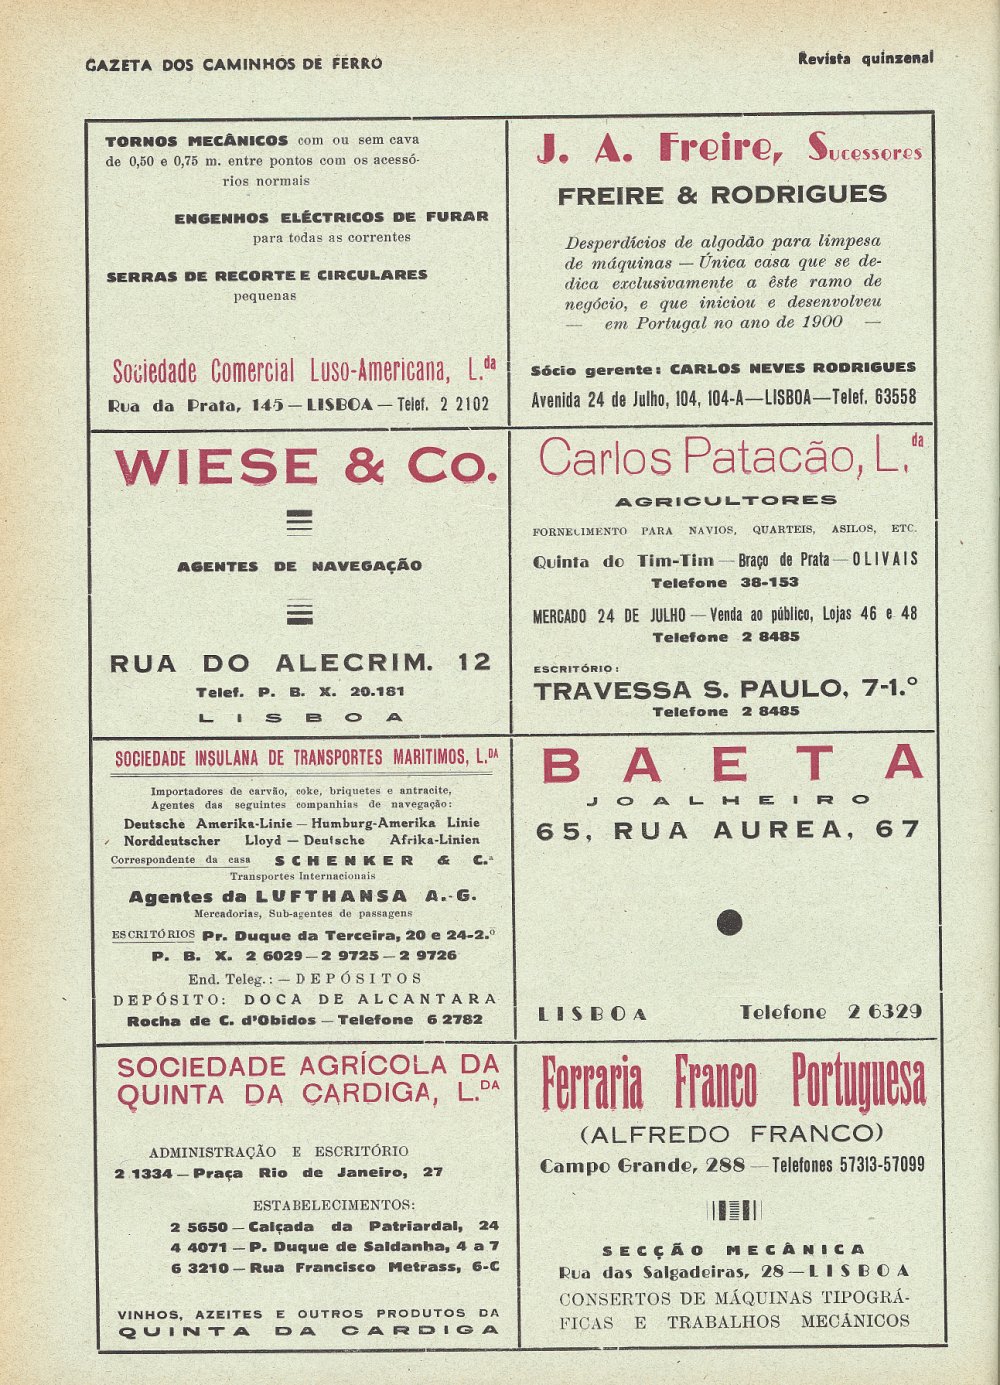 GAZETA DOS CAMINHOS DE FERRO
Revista quinzenal
TORNOS MECÂNICOS com ou sem cava
de 0,50 e 0,75 m. entre pontos com os acessó-
rios normais
ENGENHOS ELÉCTRICOS DE FURAR
para todas as correntes
SERRAS DE RECORTE E CIRCULARES
pequenas
Sociedade Comercial Luso-Americana, L.da
Rua da Prata, 145 — LISBOA — Telef. 2 2102
J. A. Freire, Sucessores
FREIRE & RODRIGUES
Desperdícios de algodão para limpesa
de máquinas — Única casa que se de-
dica exclusivamente a êste ramo de
negócio, e que iniciou e desenvolveu
— em Portugal no ano de 1900 —
Sócio gerente: CARLOS NEVES RODRIGUES
Avenida 24 de Julho, 104, 104-A—LISBOA—Telef. 63558
WIESE & Co.
AGENTES DE NAVEGAÇÃO
RUA DO ALECRIM. 12
Telef. P. B. X. 20.181
LISBOA
Carlos Patacão, L.da
AGRICULTORES
FORNECIMENTO PARA NAVIOS, QUARTEIS, ASILOS, ETC.
Quinta do Tim-Tim — Braço de Prata — OLIVAIS
Telefone 38-153
MERCADO 24 DE JULHO — Venda ao público, Lojas 46 e 48
Telefone 2 8485
ESCRITÓRIO:
TRAVESSA S. PAULO, 7-1.º
Telefone 2 8485
SOCIEDADE INSULANA DE TRANSPORTES MARITIMOS, L.DA
Importadores de carvão, coke, briquetes e antracite,
Agentes das seguintes companhias de navegação:
Deutsche Amerika-Linie — Humburg-Amerika Linie
Norddeutscher Lloyd — Deutsche Afrika-Linien
Correspondente da casa SCHENKER & C.ª
Transportes Internacionais
Agentes da LUFTHANSA A.-G.
Mercadorias, Sub-agentes de passagens
ESCRITÓRIOS Pr. Duque da Terceira, 20 e 24-2.º
P. B. X. 2 6029 — 2 9725 — 2 9726
End. Teleg.: — DEPÓSITOS
DEPÓSITO: DOCA DE ALCANTARA
Rocha de C. d'Obidos — Telefone 6 2782
BAETA
JOALHEIRO
65, RUA AUREA, 67
LISBOA Telefone 2 6329
SOCIEDADE AGRÍCOLA DA
QUINTA DA CARDIGA, L.DA
ADMINISTRAÇÃO E ESCRITÓRIO
2 1334 — Praça Rio de Janeiro, 27
ESTABELECIMENTOS:
2 5650 — Calçada da Patriardal, 24
4 4071 — P. Duque de Saldanha, 4 a 7
6 3210 — Rua Francisco Metrass, 6-C
VINHOS, AZEITES E OUTROS PRODUTOS DA
QUINTA DA CARDIGA
Ferraria Franco Portuguesa
(ALFREDO FRANCO)
Campo Grande, 288 — Telefones 57313-57099
SECÇÃO MECÂNICA
Rua das Salgadeiras, 28 — LISBOA
CONSERTOS DE MÁQUINAS TIPOGRÁ-
FICAS E TRABALHOS MECÂNICOS